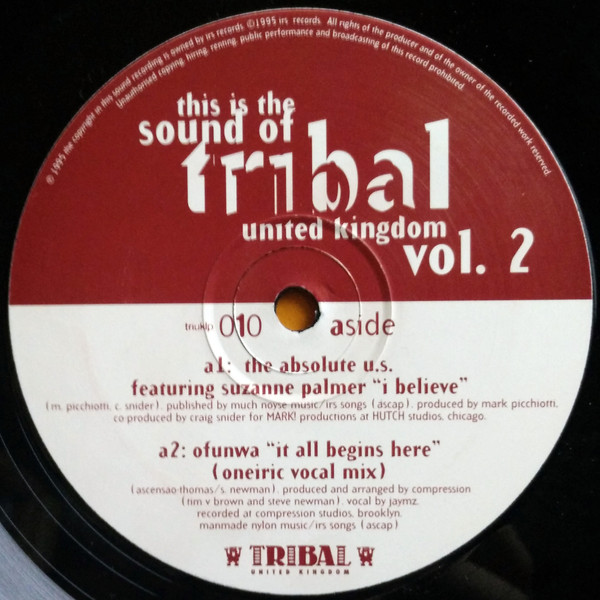 ℗ 1995 the copyright in this sound recording is owned by irs records ©1995 irs records. All rights of the producer and of the owner of the recorded work reserved.
Unauthorised copying, hiring, renting, public performance and broadcasting of this record prohibited.
this is the
sound of
tribal
united kingdom
vol. 2
tnuklp 010 aside
a1: the absolute u.s.
featuring suzanne palmer "i believe"
(m. picchiotti, c. snider). published by much noyse music/irs songs (ascap). produced by mark picchiotti.
co produced by craig snider for MARK! productions at HUTCH studios, chicago.
a2: ofunwa "it all begins here"
(oneiric vocal mix)
(ascensao-thomas/s. newman). produced and arranged by compression
(tim v brown and steve newman). vocal by jaymz.
recorded at compression studios, brooklyn.
manmade nylon music/irs songs (ascap)
TRIBAL
UNITED KINGDOM